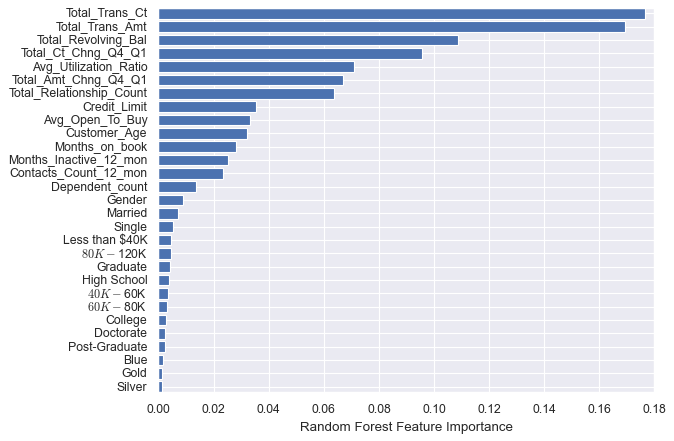 Total_Trans_Ct
Total_Trans_Amt
Total_Revolving_Bal
Total_Ct_Chng_Q4_Q1
Avg_Utilization_Ratio
Total_Amt_Chng_Q4_Q1
Total_Relationship_Count
Credit_Limit
Avg_Open_To_Buy
Customer_Age
Months_on_book
Months_Inactive_12_mon
Contacts_Count_12_mon
Dependent_count
Gender
Married
Single
Less than $40K
80K − 120K
Graduate
High School
40K − 60K
60K − 80K
College
Doctorate
Post-Graduate
Blue
Gold
Silver
0.00 0.02 0.04 0.06 0.08 0.10 0.12 0.14 0.16 0.18
Random Forest Feature Importance